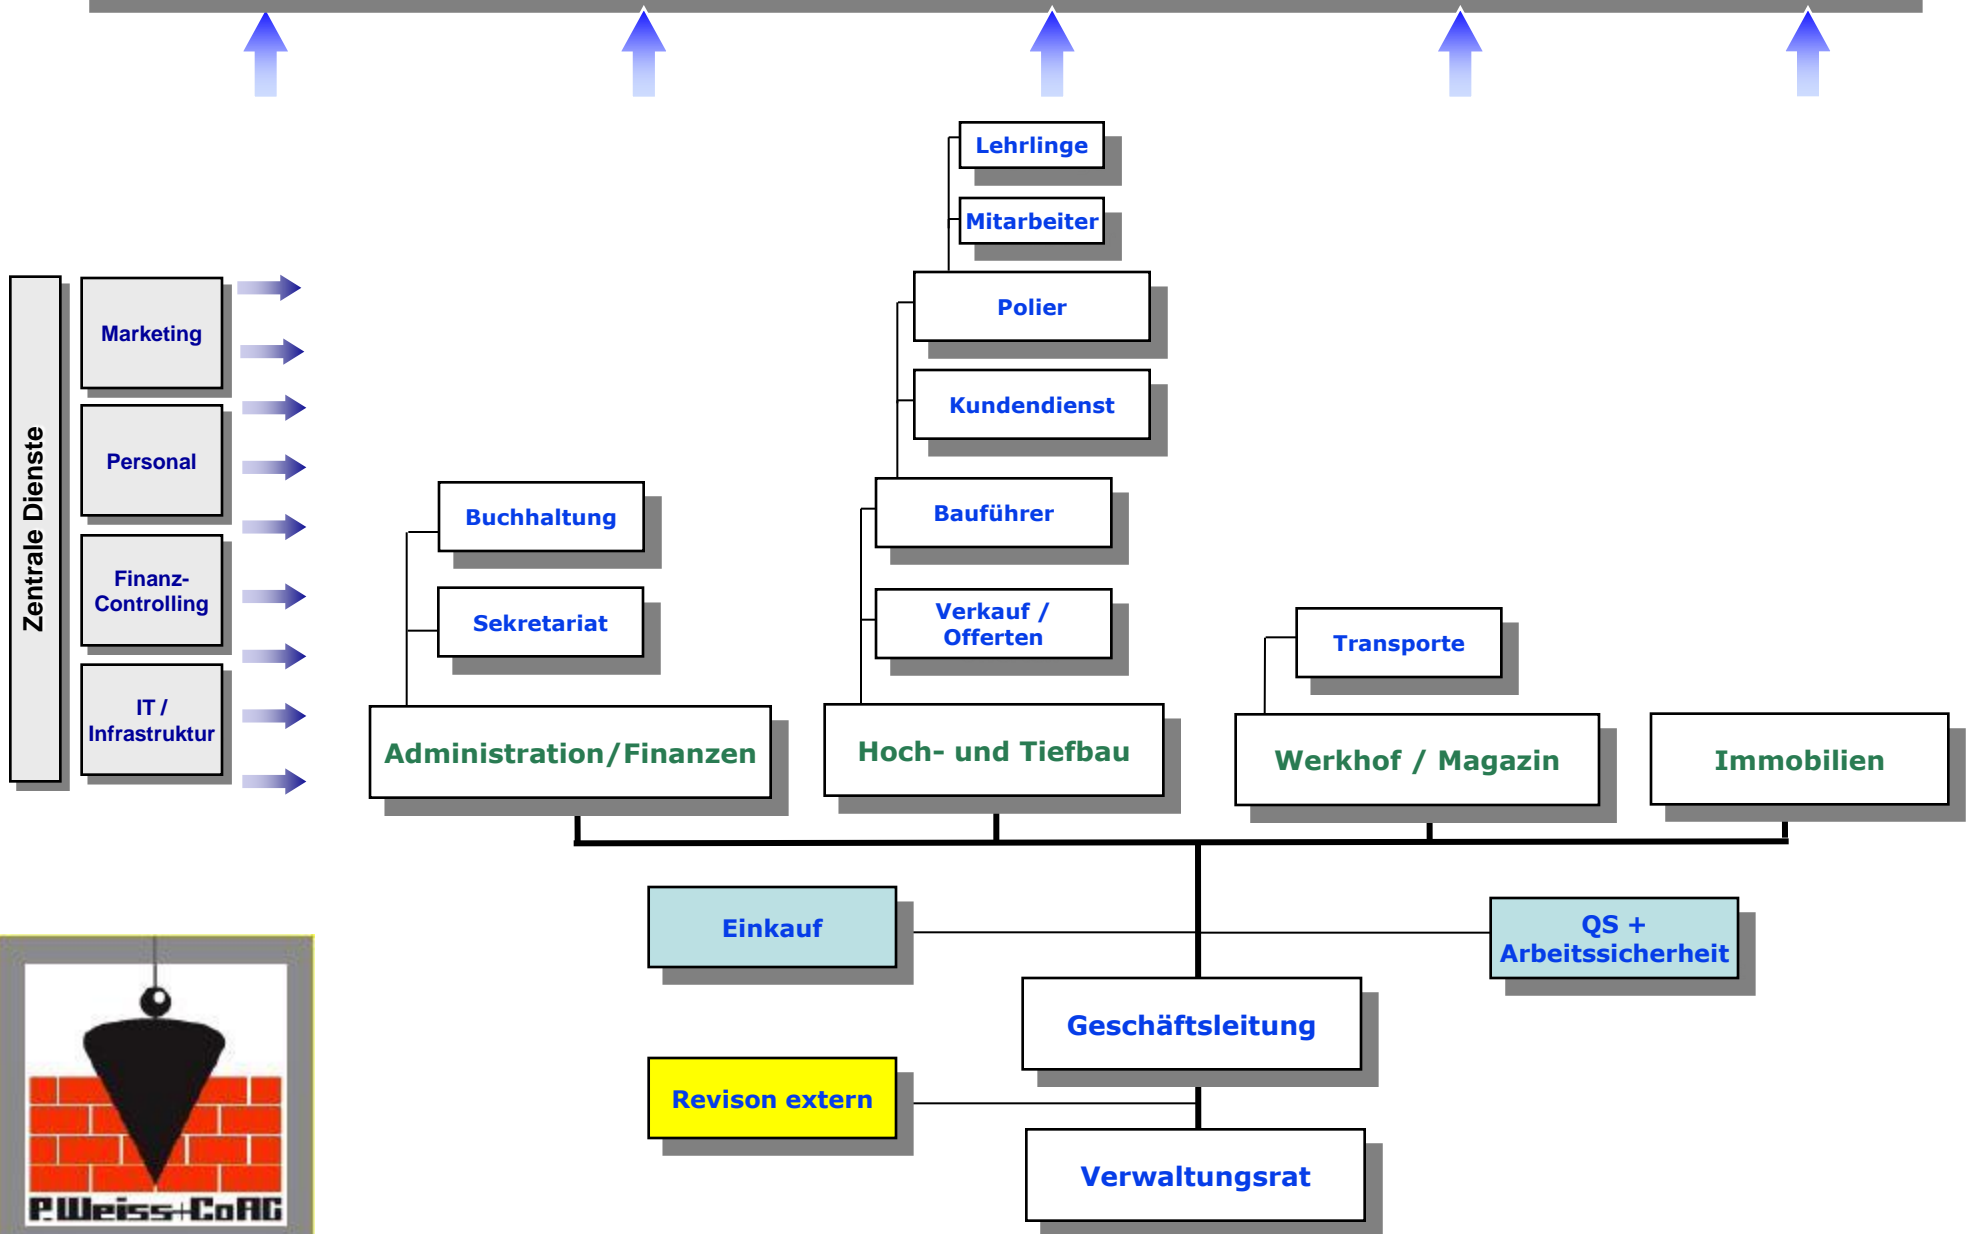 Lehrlinge
Mitarbeiter
Polier
Kundendienst
Bauführer
Verkauf /
Offerten
Buchhaltung
Sekretariat
Transporte
Zentrale Dienste
Marketing
Personal
Finanz-
Controlling
IT /
Infrastruktur
Administration/Finanzen
Hoch- und Tiefbau
Werkhof / Magazin
Immobilien
Einkauf
QS +
Arbeitssicherheit
Geschäftsleitung
Revison extern
Verwaltungsrat
P.Weiss+CoAG